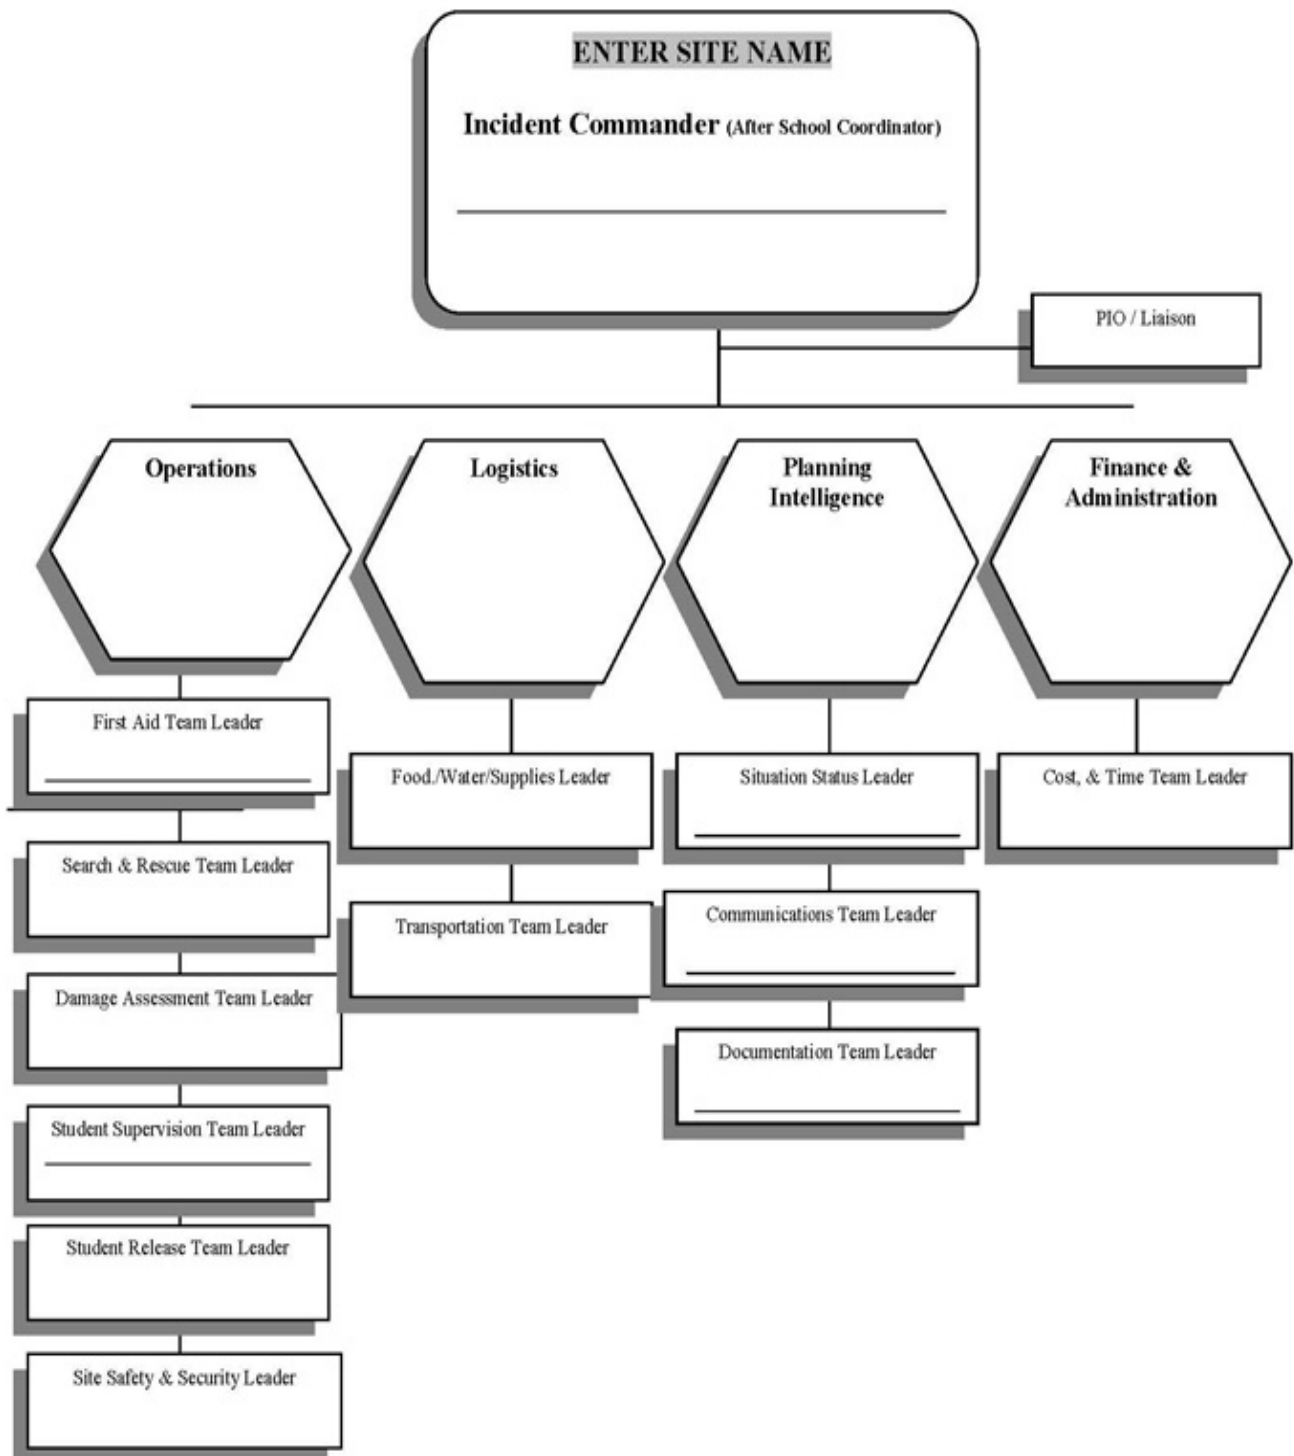 ENTER SITE NAME
Incident Commander (After School Coordinator)
PIO / Liaison
Operations
Logistics
Planning
Intelligence
Finance &
Administration
First Aid Team Leader
Search & Rescue Team Leader
Damage Assessment Team Leader
Student Supervision Team Leader
Student Release Team Leader
Site Safety & Security Leader
Food./Water/Supplies Leader
Transportation Team Leader
Situation Status Leader
Communications Team Leader
Documentation Team Leader
Cost, & Time Team Leader